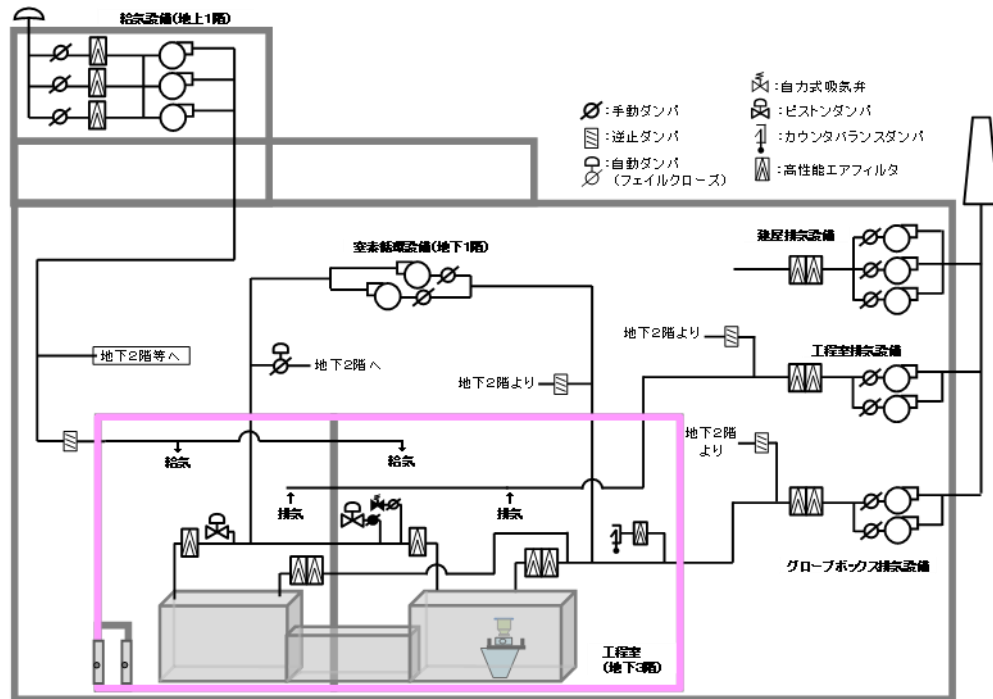 給気設備(地上1階)
:手動ダンパ
:逆止ダンパ
:自動ダンパ
(フェイルクローズ)
:自力式吸気弁
:ピストンダンパ
:カウンタバランスダンパ
:高性能エアフィルタ
建屋排気設備
窒素循環設備(地下1階)
地下2階より
工程室排気設備
地下2階等へ
地下2階へ
地下2階より
地下2階
より
給気
給気
排気
排気
グローブボックス排気設備
工程室
(地下3階)